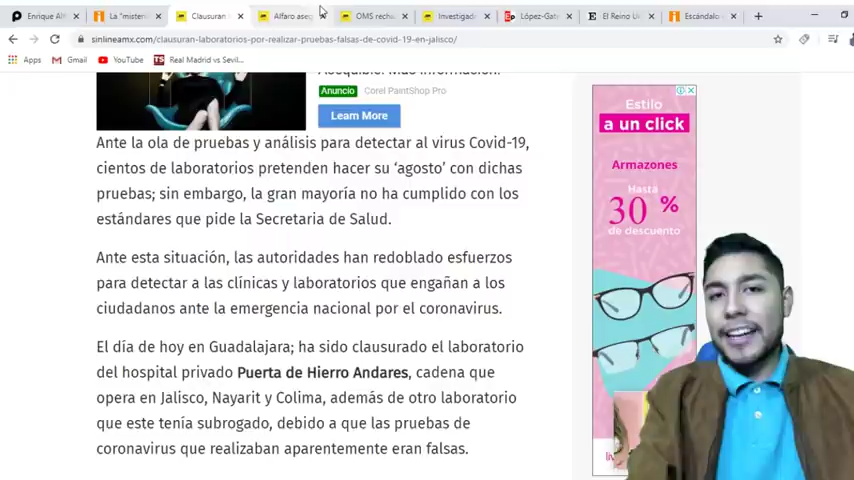 Enrique Alf
La "misteri
Clausuran
Alfaro aseg
OMS rech
Investigad
López-Gate
El Reino U
Escándalo
sinlineamx.com/clausuran-laboratorios-por-realizar-pruebas-falsas-de-covid-19-en-jalisco/
Apps
Gmail
YouTube
Real Madrid vs Sevil...
Anuncio
Corel PaintShop Pro
Learn More
Ante la ola de pruebas y análisis para detectar al virus Covid-19,
cientos de laboratorios pretenden hacer su ‘agosto’ con dichas
pruebas; sin embargo, la gran mayoría no ha cumplido con los
estándares que pide la Secretaria de Salud.
Ante esta situación, las autoridades han redoblado esfuerzos
para detectar a las clínicas y laboratorios que engañan a los
ciudadanos ante la emergencia nacional por el coronavirus.
El día de hoy en Guadalajara; ha sido clausurado el laboratorio
del hospital privado Puerta de Hierro Andares, cadena que
opera en Jalisco, Nayarit y Colima, además de otro laboratorio
que este tenía subrogado, debido a que las pruebas de
coronavirus que realizaban aparentemente eran falsas.
Estilo
a un click
Armazones
Hasta
30 %
de descuento